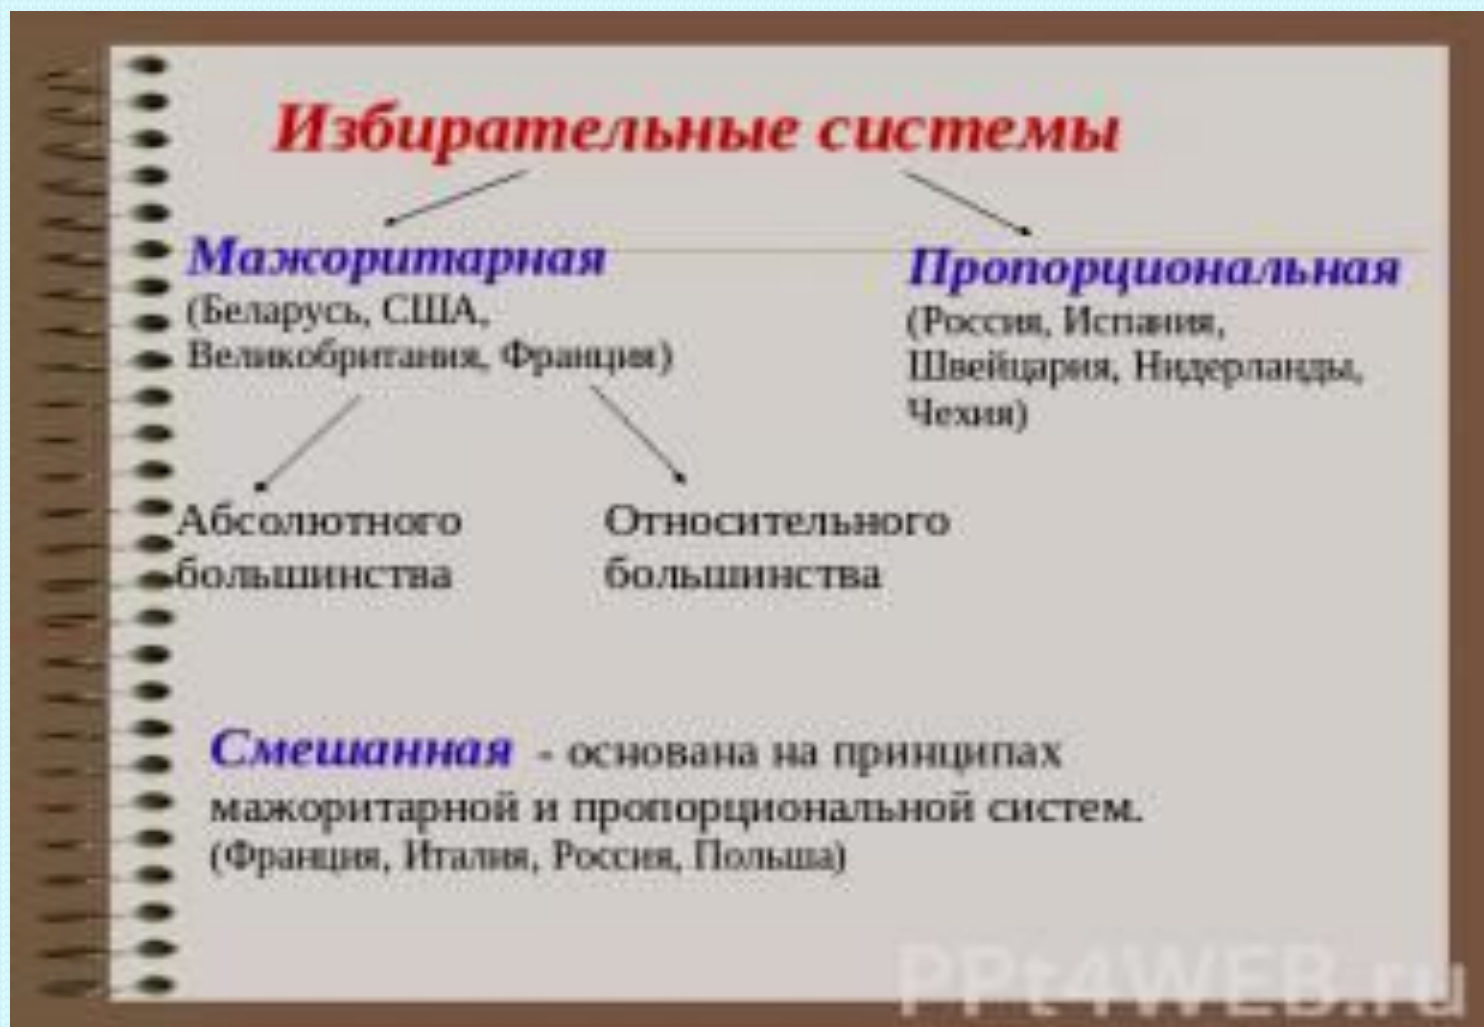 Избирательные системы
Мажоритарная
(Беларусь, США,
Великобритания, Франция)
Пропорциональная
(Россия, Испания,
Швейцария, Нидерланды,
Чехия)
Абсолютного
большинства
Относительного
большинства
Смешанная - основана на принципах
мажоритарной и пропорциональной систем.
(Франция, Италия, Россия, Польша)
PPt4WEB.ru